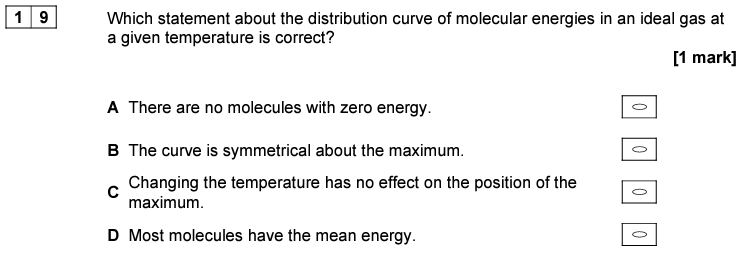 1 9 Which statement about the distribution curve of molecular energies in an ideal gas at
a given temperature is correct?
[1 mark]
A There are no molecules with zero energy.
B The curve is symmetrical about the maximum.
C Changing the temperature has no effect on the position of the
maximum.
D Most molecules have the mean energy.